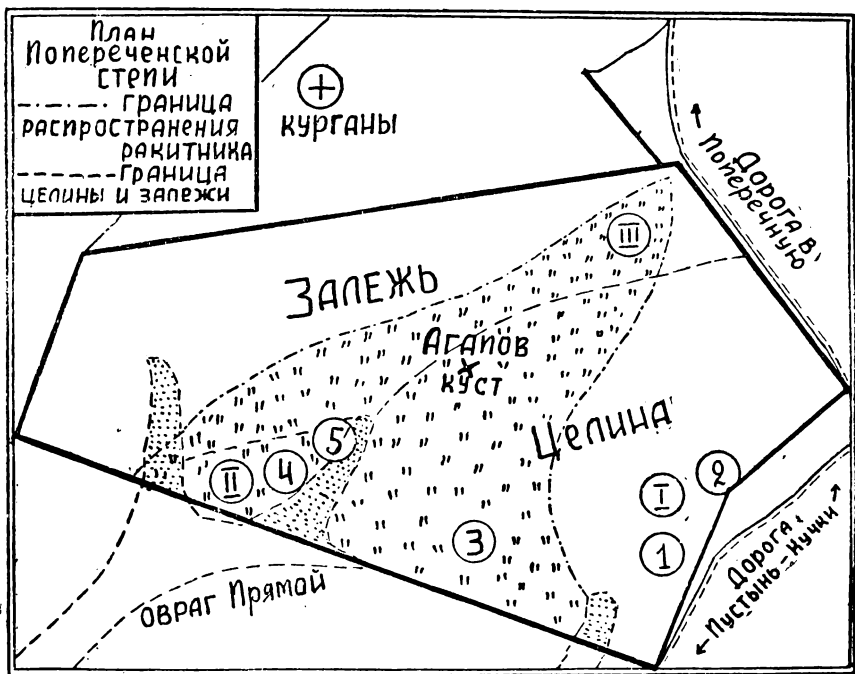 План
Попереченской
степи
граница
распространения
ракитника
граница
целины и залежи
курганы
Дорога в
Поперечную
Залежь
III
Агапов
куст
Целина
5
4
II
I
2
3
1
овраг Прямой
Дорога
Пустынь-Кучки